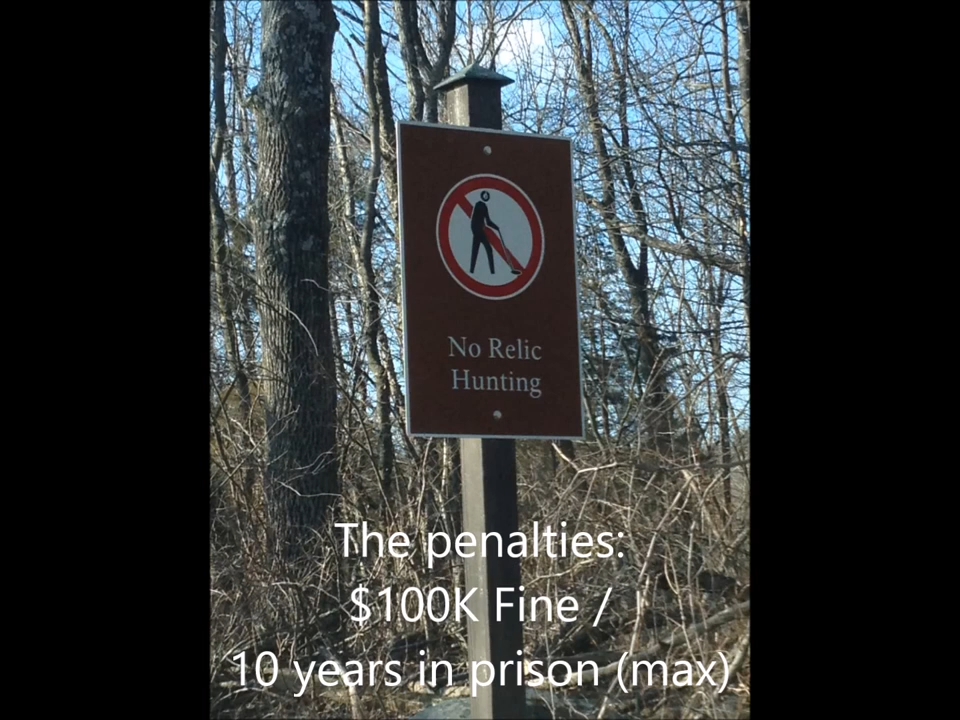 No Relic
Hunting
The penalties:
$100K Fine /
10 years in prison (max)